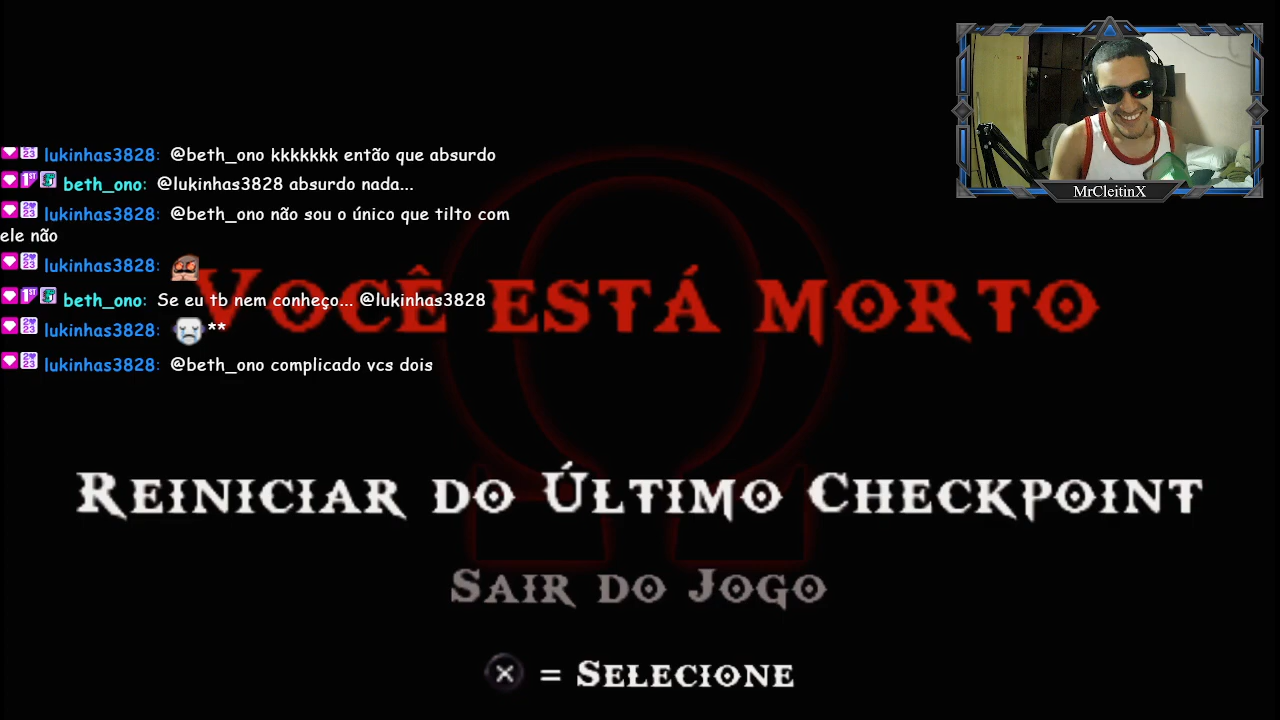 lukinhas3828: @beth_ono kkkkkkk então que absurdo
beth_ono: @lukinhas3828 absurdo nada...
lukinhas3828: @beth_ono não sou o único que tilto com
ele não
lukinhas3828:
beth_ono: Se eu tb nem conheço... @lukinhas3828
lukinhas3828: **
lukinhas3828: @beth_ono complicado vcs dois
MrCleitinX
Você está morto
Reiniciar do Último Checkpoint
Sair do Jogo
= Selecione